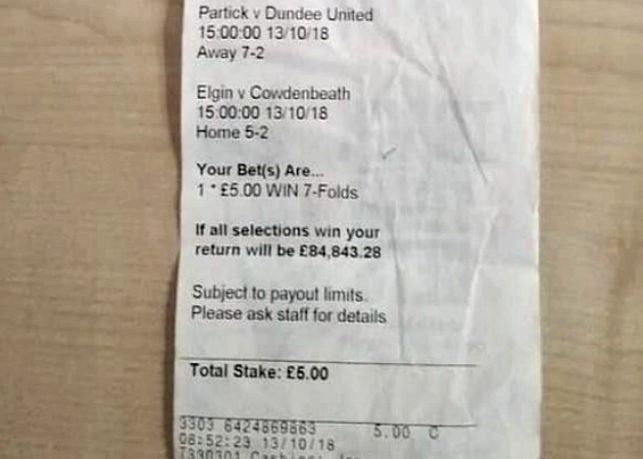 Partick v Dundee United
15:00:00 13/10/18
Away 7-2
Elgin v Cowdenbeath
15:00:00 13/10/18
Home 5-2
Your Bet(s) Are...
1 * £5.00 WIN 7-Folds
If all selections win your
return will be £84,843.28
Subject to payout limits.
Please ask staff for details
Total Stake: £5.00
3303 6424869863 5.00 C
08:52:23 13/10/18